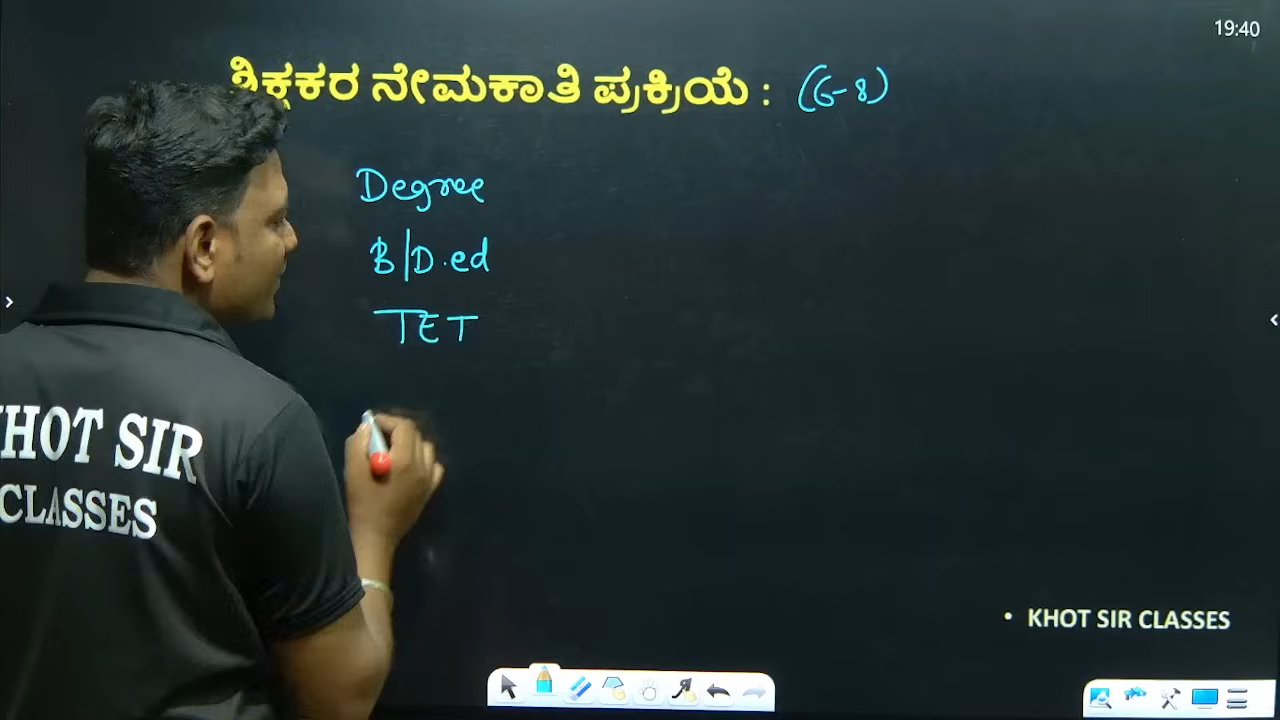 19:40
ಶಿಕ್ಷಕರ ನೇಮಕಾತಿ ಪ್ರಕ್ರಿಯೆ : (6-8)
Degree
B/D.ed
TET
KHOT SIR
CLASSES
• KHOT SIR CLASSES